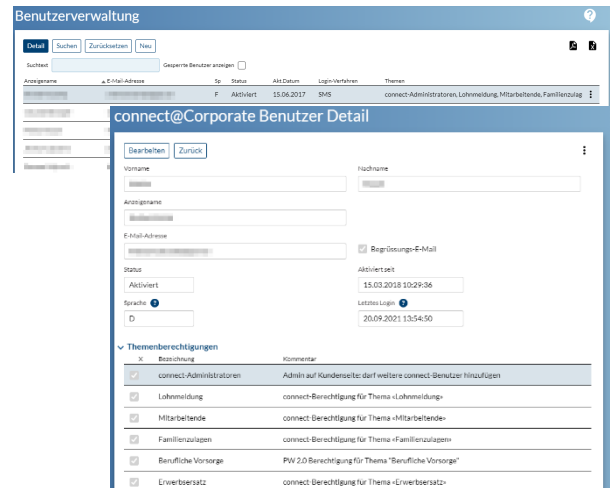 Benutzerverwaltung
Detail Suchen Zurücksetzen Neu
Suchtext Gesperrte Benutzer anzeigen
Anzeigename E-Mail-Adresse Sp Status Akt.Datum Login-Verfahren Themen
F Aktiviert 15.06.2017 SMS connect-Administratoren, Lohnmeldung, Mitarbeitende, Familienzulag
connect@Corporate Benutzer Detail
Bearbeiten Zurück
Vorname Nachname
Anzeigename
E-Mail-Adresse
Begrüssungs-E-Mail
Status Aktiviert seit
Aktiviert 15.03.2018 10:29:36
Sprache ? Letztes Login ?
D 20.09.2021 13:54:50
Themenberechtigungen
X Bezeichnung Kommentar
connect-Administratoren Admin auf Kundenseite: darf weitere connect-Benutzer hinzufügen
Lohnmeldung connect-Berechtigung für Thema «Lohnmeldung»
Mitarbeitende connect-Berechtigung für Thema «Mitarbeitende»
Familienzulagen connect-Berechtigung für Thema «Familienzulagen»
Berufliche Vorsorge PW 2.0 Berechtigung für Thema "Berufliche Vorsorge"
Erwerbsersatz connect-Berechtigung für Thema «Erwerbsersatz»